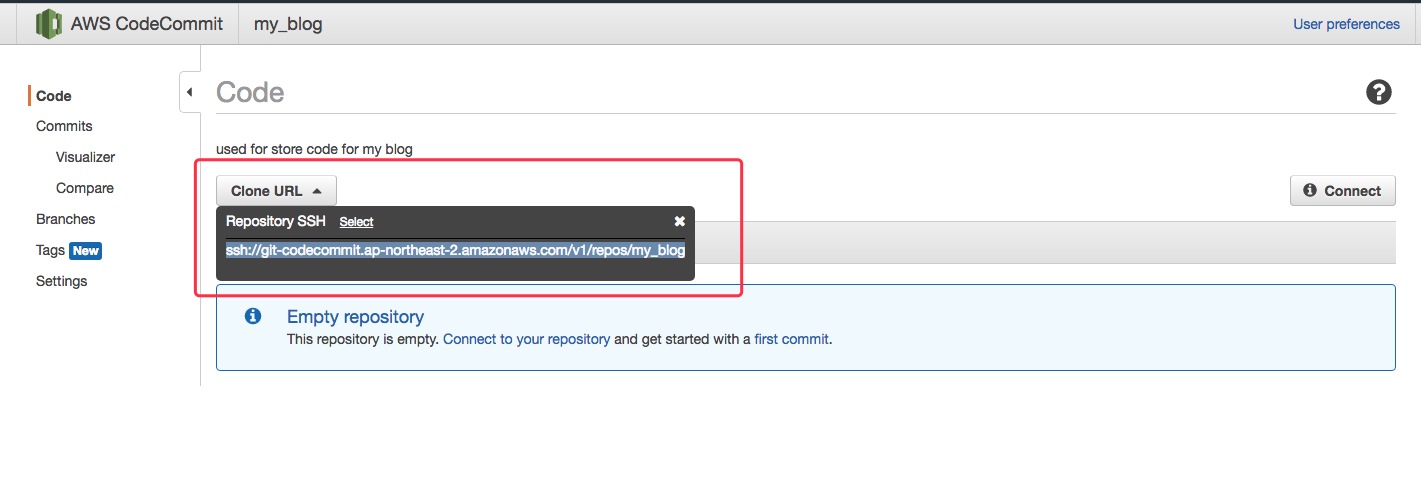 AWS CodeCommit my_blog User preferences
Code
Commits
Visualizer
Compare
Branches
Tags New
Settings
Code
used for store code for my blog
Clone URL
Connect
Repository SSH Select
ssh://git-codecommit.ap-northeast-2.amazonaws.com/v1/repos/my_blog
Empty repository
This repository is empty. Connect to your repository and get started with a first commit.